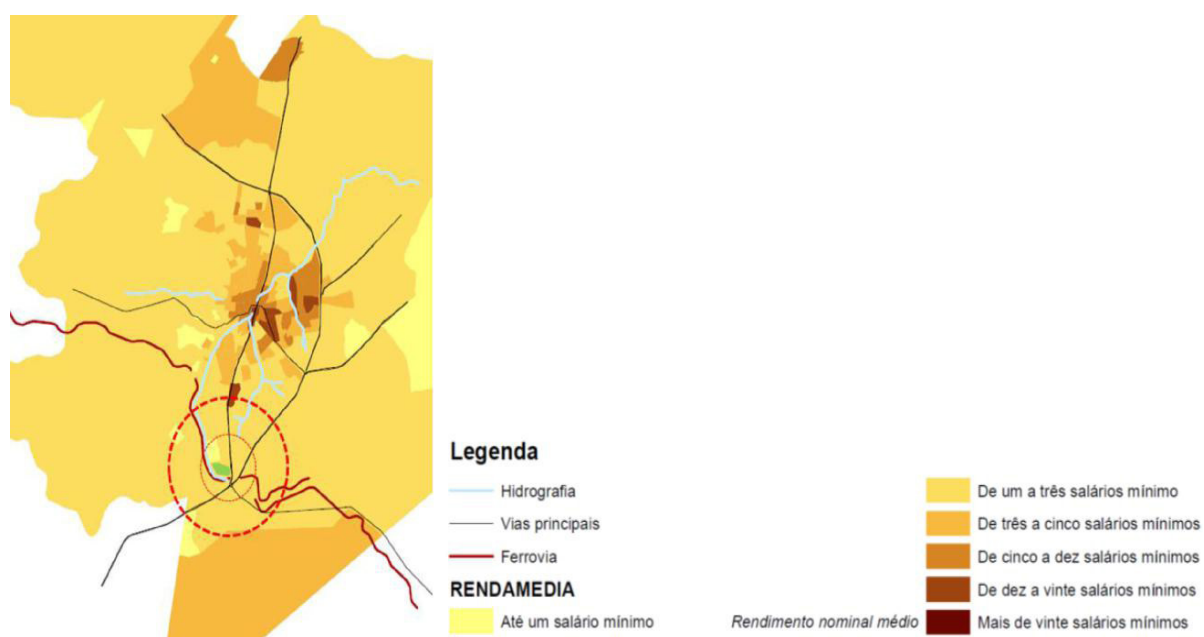 Legenda
Hidrografia
Vias principais
Ferrovia
RENDAMEDIA
Até um salário mínimo
Rendimento nominal médio
De um a três salários mínimo
De três a cinco salários mínimos
De cinco a dez salários mínimos
De dez a vinte salários mínimos
Mais de vinte salários mínimos